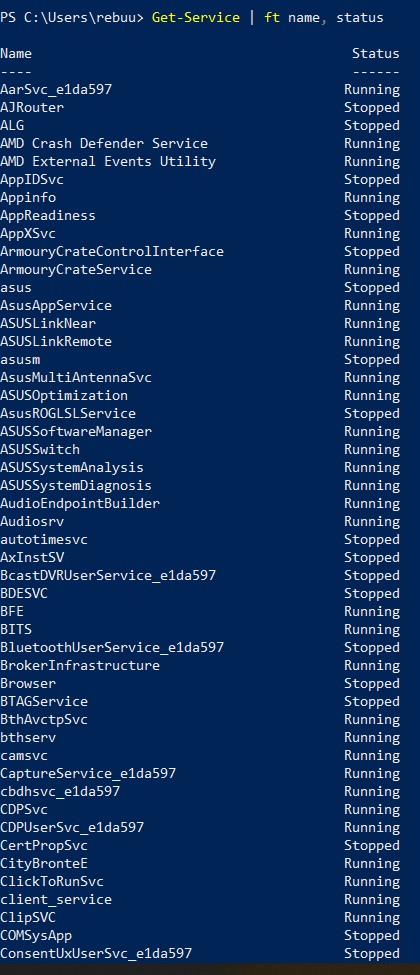 PS C:\Users\rebuu> Get-Service | ft name, status
Name Status
---- ------
AarSvc_e1da597 Running
AJRouter Stopped
ALG Stopped
AMD Crash Defender Service Running
AMD External Events Utility Running
AppIDSvc Stopped
Appinfo Running
AppReadiness Stopped
AppXSvc Running
ArmouryCrateControlInterface Stopped
ArmouryCrateService Running
asus Stopped
AsusAppService Running
ASUSLinkNear Running
ASUSLinkRemote Running
asusm Stopped
AsusMultiAntennaSvc Running
ASUSOptimization Running
AsusROGLSLService Stopped
ASUSSoftwareManager Running
ASUSSwitch Running
ASUSSystemAnalysis Running
ASUSSystemDiagnosis Running
AudioEndpointBuilder Running
Audiosrv Running
autotimesvc Stopped
AxInstSV Stopped
BcastDVRUserService_e1da597 Stopped
BDESVC Stopped
BFE Running
BITS Running
BluetoothUserService_e1da597 Stopped
BrokerInfrastructure Running
Browser Stopped
BTAGService Stopped
BthAvctpSvc Running
bthserv Running
camsvc Running
CaptureService_e1da597 Running
cbdhsvc_e1da597 Running
CDPSvc Running
CDPUserSvc_e1da597 Running
CertPropSvc Stopped
CityBronteE Running
ClickToRunSvc Running
client_service Running
ClipSVC Running
COMSysApp Stopped
ConsentUxUserSvc_e1da597 Stopped